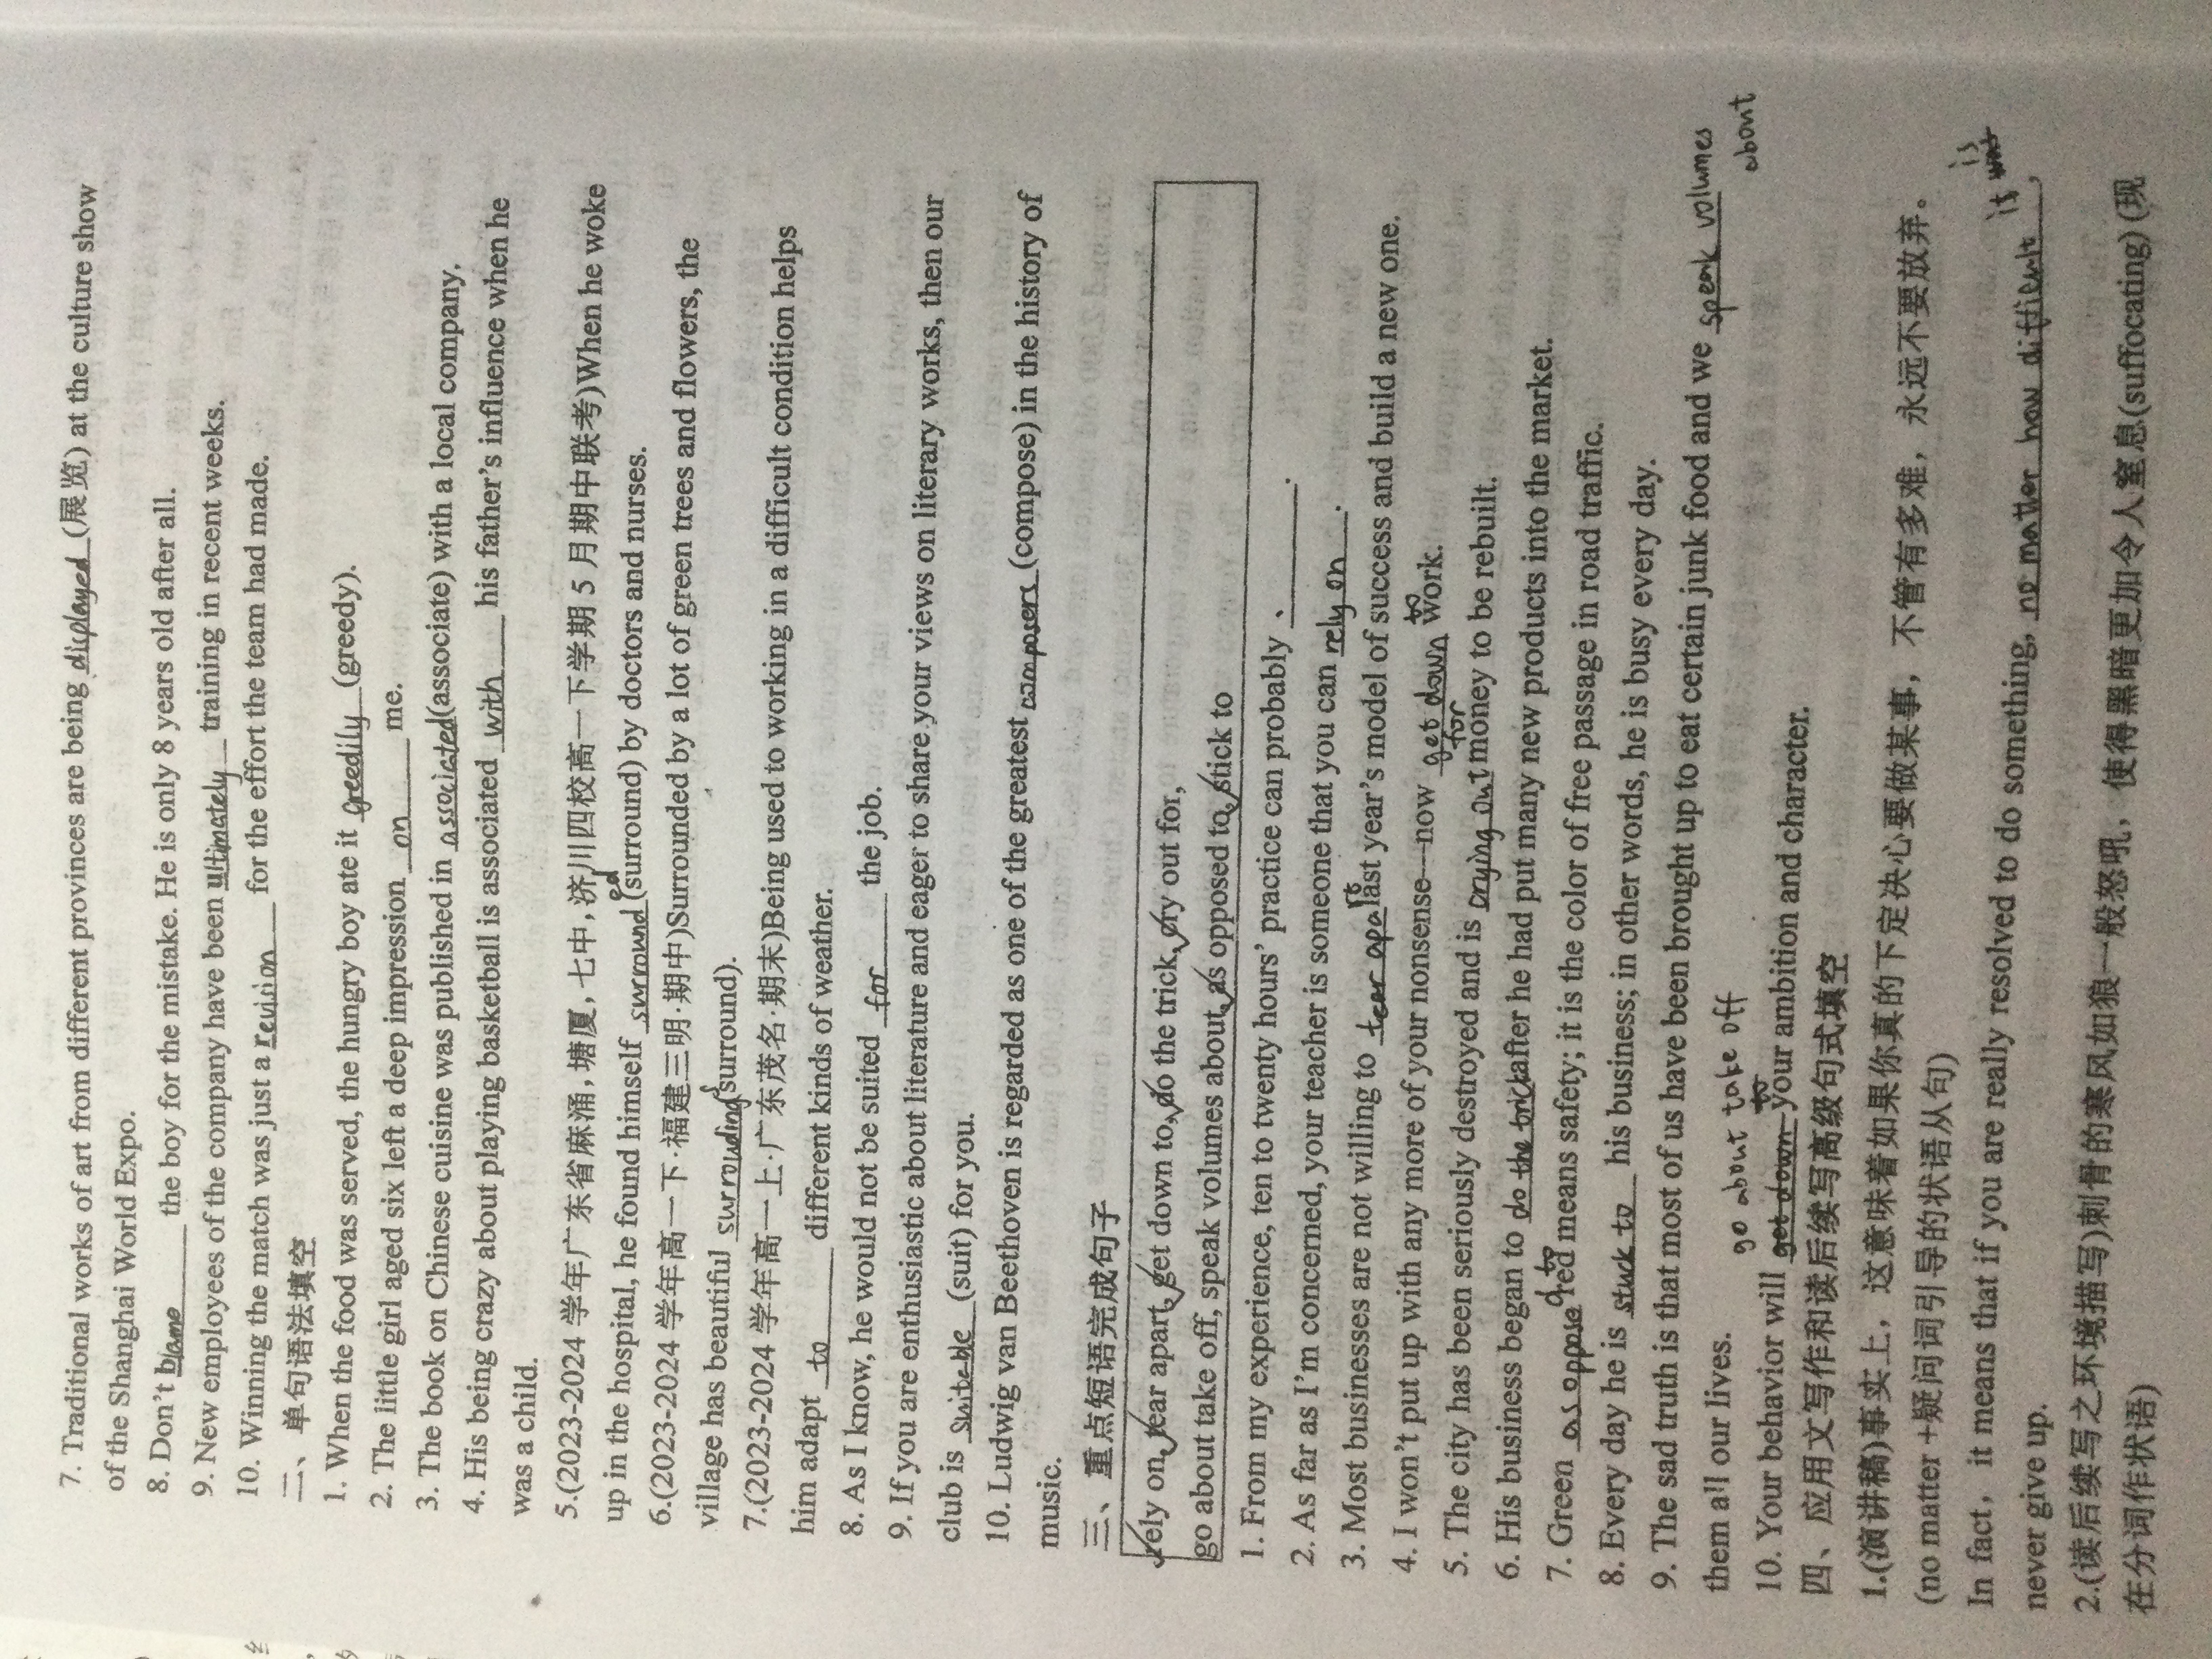 7. Traditional works of art from different provinces are being displayed (展览) at the culture show
of the Shanghai World Expo.
8. Don't blame the boy for the mistake. He is only 8 years old after all.
9. New employees of the company have been ultimately training in recent weeks.
10. Winning the match was just a revision for the effort the team had made.
二、单句语法填空
1. When the food was served, the hungry boy ate it greedily (greedy).
2. The little girl aged six left a deep impression on me.
3. The book on Chinese cuisine was published in associated (associate) with a local company.
4. His being crazy about playing basketball is associated with his father's influence when he
was a child.
5.(2023-2024 学年广东省麻涌,塘厦,七中,济川四校高一下学期 5 月期中联考)When he woke
up in the hospital, he found himself surrounded (surround) by doctors and nurses.
6.(2023-2024 学年高一下·福建三明·期中)Surrounded by a lot of green trees and flowers, the
village has beautiful surroudings (surround).
7.(2023-2024 学年高一上·广东茂名·期末)Being used to working in a difficult condition helps
him adapt to different kinds of weather.
8. As I know, he would not be suited for the job.
9. If you are enthusiastic about literature and eager to share your views on literary works, then our
club is suitable (suit) for you.
10. Ludwig van Beethoven is regarded as one of the greatest composers (compose) in the history of
music.
三、重点短语完成句子
rely on, tear apart, get down to, do the trick, cry out for,
go about take off, speak volumes about, as opposed to, stick to
1. From my experience, ten to twenty hours' practice can probably ______.
2. As far as I'm concerned, your teacher is someone that you can rely on.
3. Most businesses are not willing to tear apart last year's model of success and build a new one.
4. I won't put up with any more of your nonsense---now get down to work.
5. The city has been seriously destroyed and is crying out for money to be rebuilt.
6. His business began to do the trick after he had put many new products into the market.
7. Green as opposed to red means safety; it is the color of free passage in road traffic.
8. Every day he is stuck to his business; in other words, he is busy every day.
9. The sad truth is that most of us have been brought up to eat certain junk food and we speak volumes about
them all our lives.
go about take off
10. Your behavior will get down to your ambition and character.
四、应用文写作和读后续写高级句式填空
1.(演讲稿)事实上，这意味着如果你真的下定决心要做某事，不管有多难，永远不要放弃。
(no matter +疑问词引导的状语从句)
In fact，it means that if you are really resolved to do something, no matter how difficult it was is,
never give up.
2.(读后续写之环境描写)刺骨的寒风如狼一般怒吼，使得黑暗更加令人窒息(suffocating) (现
在分词作状语)